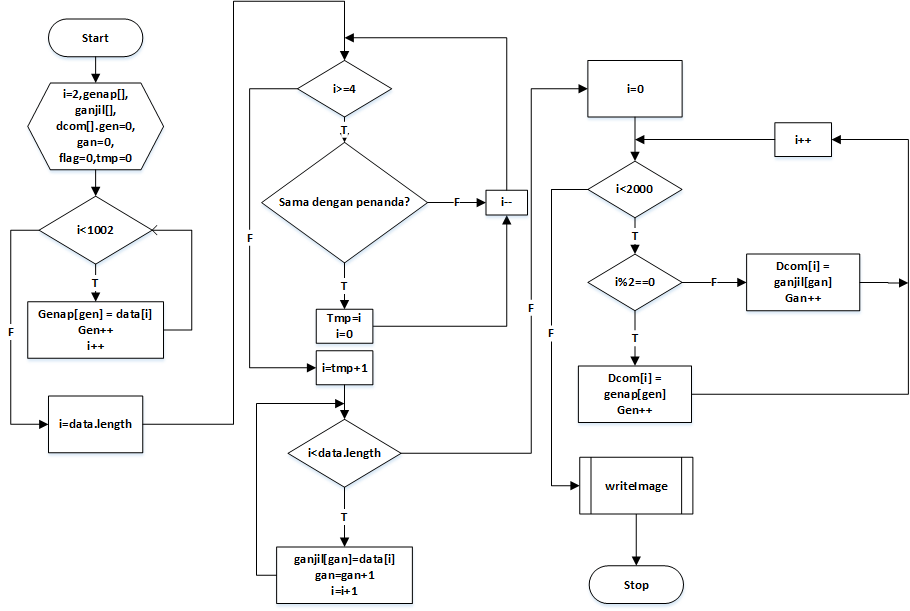 Start
i=2,genap[],
ganjil[],
dcom[].gen=0,
gan=0,
flag=0,tmp=0
i<1002
T
F
Genap[gen] = data[i]
Gen++
i++
i=data.length
i>=4
T
F
Sama dengan penanda?
F
i--
T
Tmp=i
i=0
i=tmp+1
i<data.length
F
T
ganjil[gan]=data[i]
gan=gan+1
i=i+1
i=0
i++
i<2000
T
F
i%2==0
F
Dcom[i] =
ganjil[gan]
Gan++
T
Dcom[i] =
genap[gen]
Gen++
writeImage
Stop